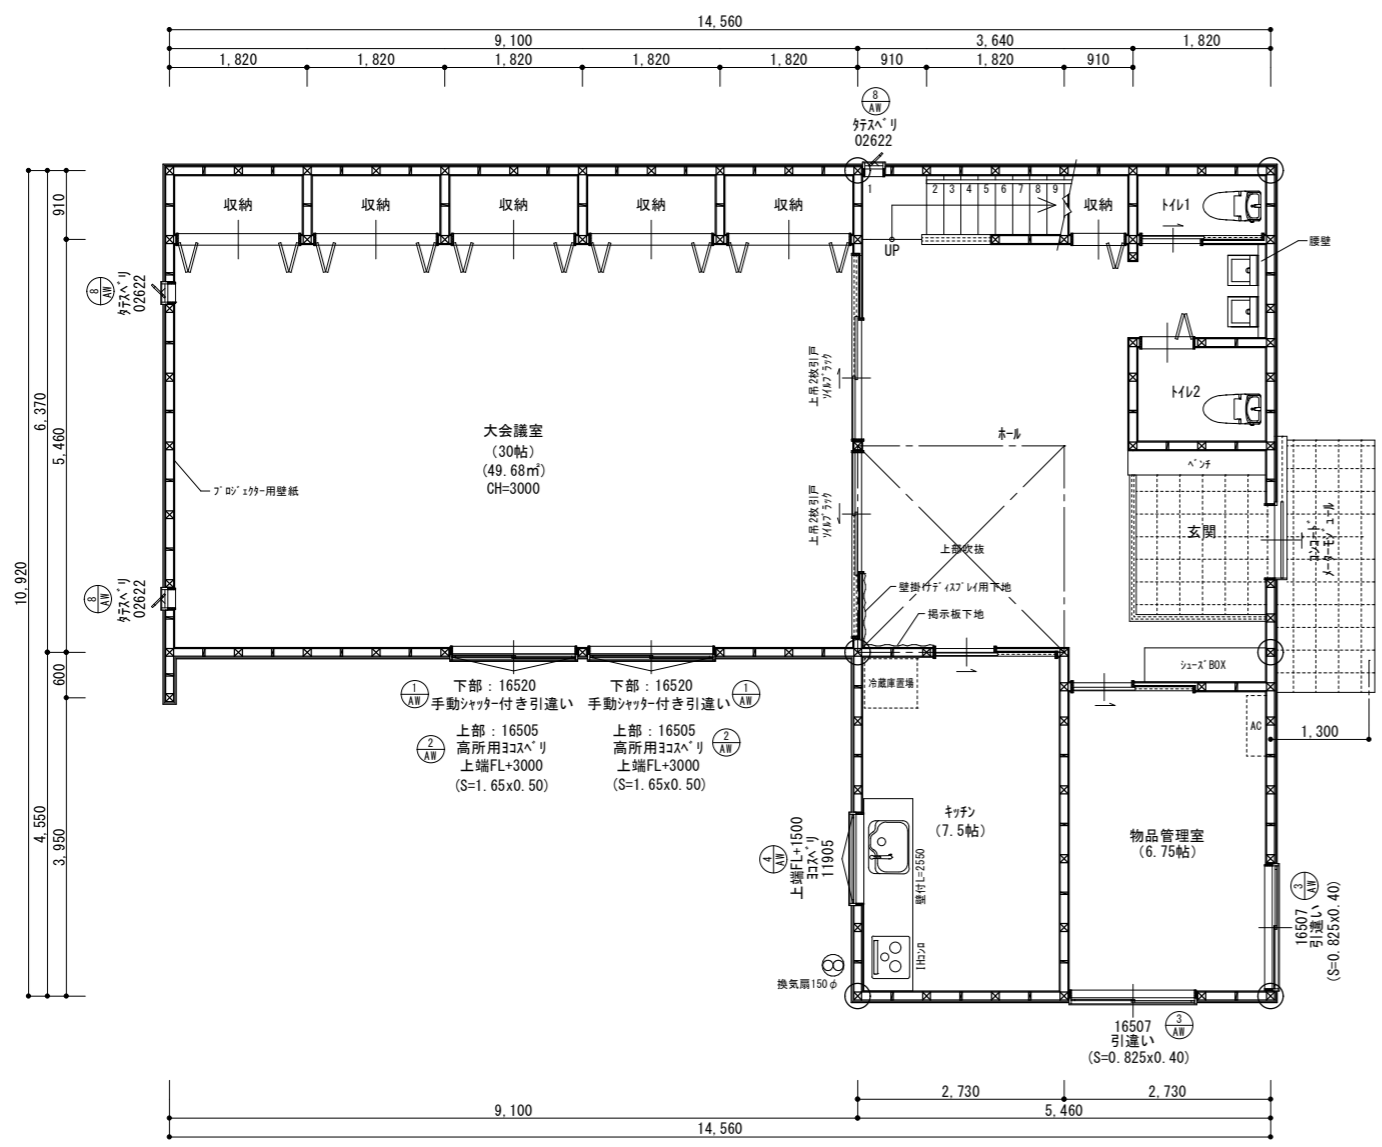 14,560
9,100
3,640
1,820
1,820
1,820
1,820
1,820
1,820
910
1,820
910
8
AW
ﾀﾃｽﾍﾞﾘ
02622
910
収納
収納
収納
収納
収納
1
2
3
4
5
6
7
8
9
収納
ﾄｲﾚ1
UP
腰壁
8
AW
ﾀﾃｽﾍﾞﾘ
02622
上吊2枚引戸
ｿｲﾙﾌﾞﾗｯｸ
ﾄｲﾚ2
6,370
5,460
10,920
大会議室
(30帖)
(49.68㎡)
CH=3000
ﾎｰﾙ
ﾍﾞﾝﾁ
ﾌﾟﾛｼﾞｪｸﾀｰ用壁紙
上吊2枚引戸
ｿｲﾙﾌﾞﾗｯｸ
玄関
ﾒｰﾀｰﾓｼﾞｭｰﾙ
上部吹抜
8
AW
ﾀﾃｽﾍﾞﾘ
02622
壁掛けﾃﾞｨｽﾌﾟﾚｲ用下地
掲示板下地
600
ｼｭｰｽﾞBOX
冷蔵庫置場
1
AW
下部：16520
手動ｼｬｯﾀｰ付き引違い
下部：16520
手動ｼｬｯﾀｰ付き引違い
1
AW
2
AW
上部：16505
高所用ﾖｺｽﾍﾞﾘ
上端FL+3000
(S=1.65x0.50)
上部：16505
高所用ﾖｺｽﾍﾞﾘ
上端FL+3000
(S=1.65x0.50)
2
AW
AC
1,300
4,550
3,950
4
AW
上端FL+1500
ﾖｺｽﾍﾞﾘ
11905
ｷｯﾁﾝ
(7.5帖)
壁付L=2550
物品管理室
(6.75帖)
3
AW
16507
引違い
(S=0.825x0.40)
IHｺﾝﾛ
換気扇150φ
16507
引違い
(S=0.825x0.40)
3
AW
2,730
2,730
9,100
5,460
14,560